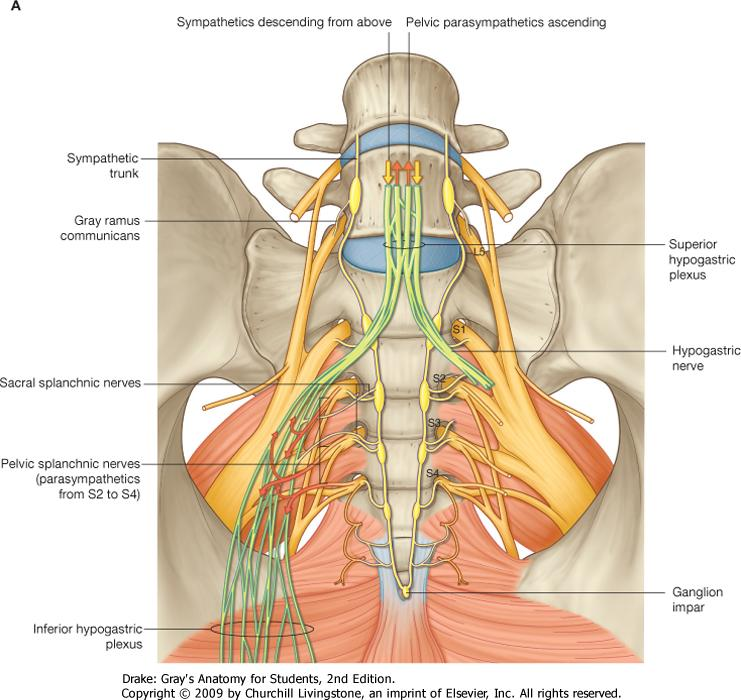 A
Sympathetics descending from above
Pelvic parasympathetics ascending
Sympathetic
trunk
Gray ramus
communicans
Superior
hypogastric
plexus
L5
S1
Hypogastric
nerve
Sacral splanchnic nerves
S2
S3
Pelvic splanchnic nerves
(parasympathetics
from S2 to S4)
S4
Ganglion
impar
Inferior hypogastric
plexus
Drake: Gray's Anatomy for Students, 2nd Edition.
Copyright © 2009 by Churchill Livingstone, an imprint of Elsevier, Inc. All rights reserved.